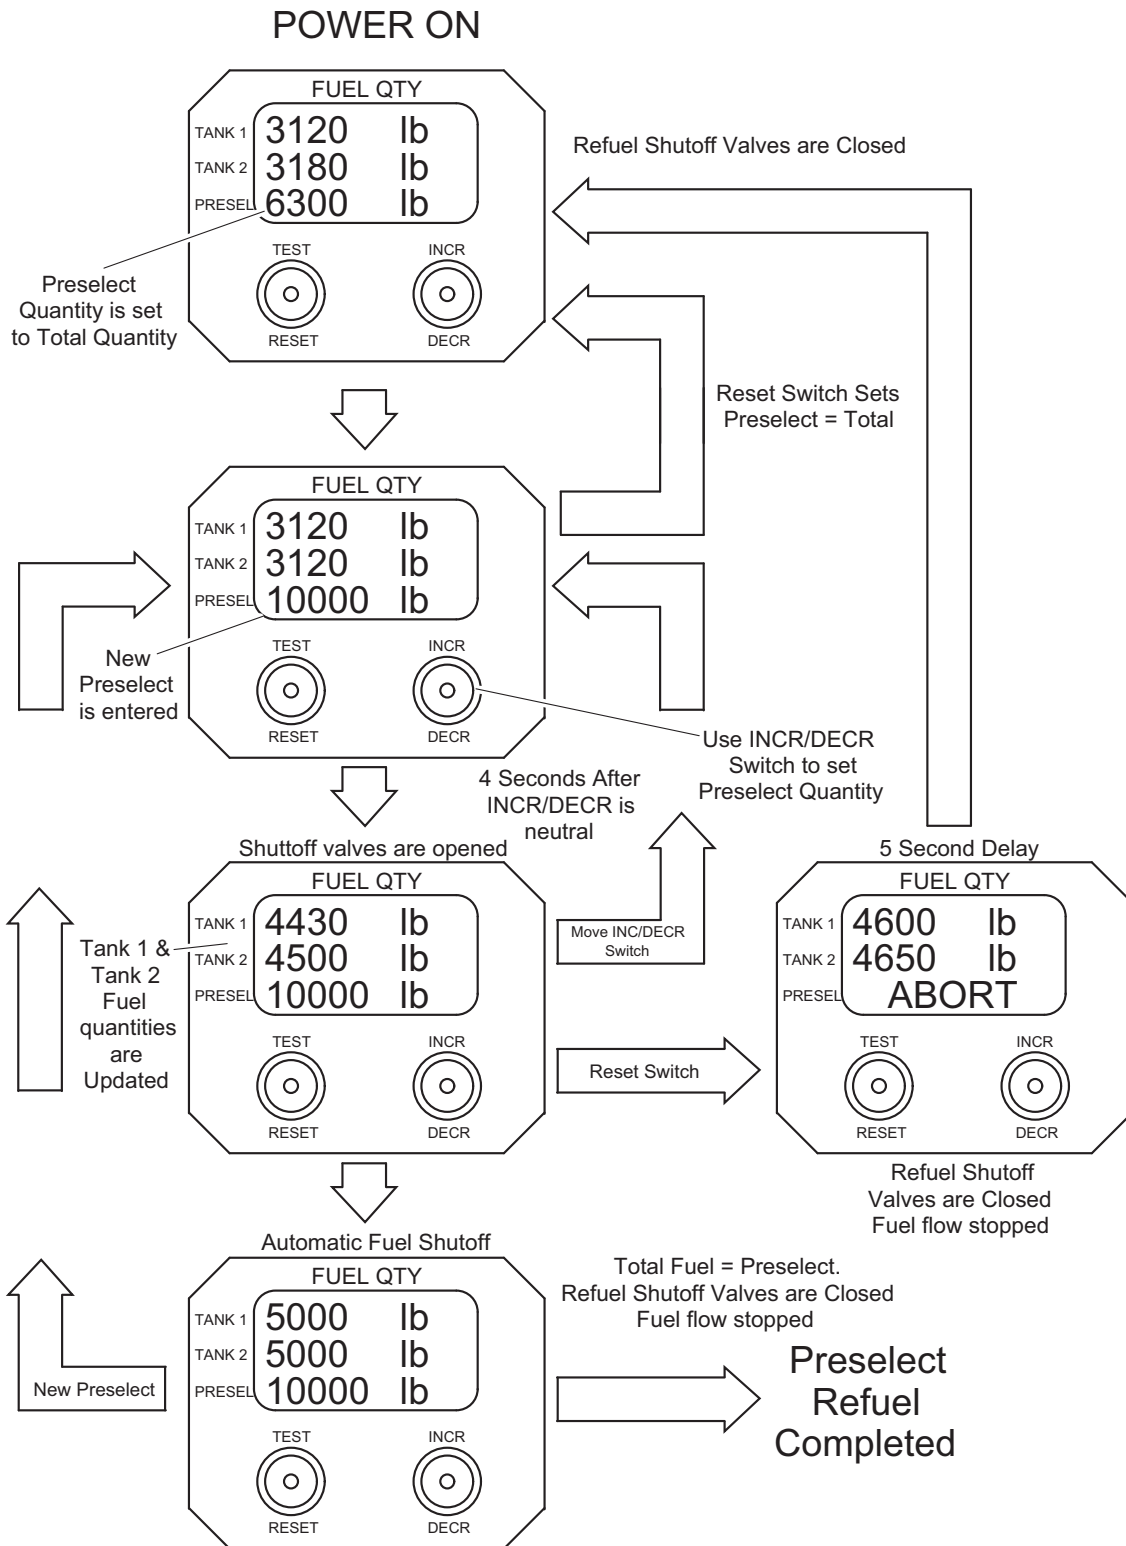 POWER ON
FUEL QTY
TANK 1 3120 lb
TANK 2 3180 lb
PRESEL 6300 lb
TEST INCR
RESET DECR
Preselect
Quantity is set
to Total Quantity
Refuel Shutoff Valves are Closed
Reset Switch Sets
Preselect = Total
FUEL QTY
TANK 1 3120 lb
TANK 2 3120 lb
PRESEL 10000 lb
TEST INCR
RESET DECR
New
Preselect
is entered
Use INCR/DECR
Switch to set
Preselect Quantity
4 Seconds After
INCR/DECR is
neutral
Shuttoff valves are opened
FUEL QTY
TANK 1 4430 lb
TANK 2 4500 lb
PRESEL 10000 lb
TEST INCR
RESET DECR
Tank 1 &
Tank 2
Fuel
quantities
are
Updated
Move INC/DECR
Switch
Reset Switch
5 Second Delay
FUEL QTY
TANK 1 4600 lb
TANK 2 4650 lb
PRESEL ABORT
TEST INCR
RESET DECR
Refuel Shutoff
Valves are Closed
Fuel flow stopped
Automatic Fuel Shutoff
FUEL QTY
TANK 1 5000 lb
TANK 2 5000 lb
PRESEL 10000 lb
TEST INCR
RESET DECR
New Preselect
Total Fuel = Preselect.
Refuel Shutoff Valves are Closed
Fuel flow stopped
Preselect
Refuel
Completed